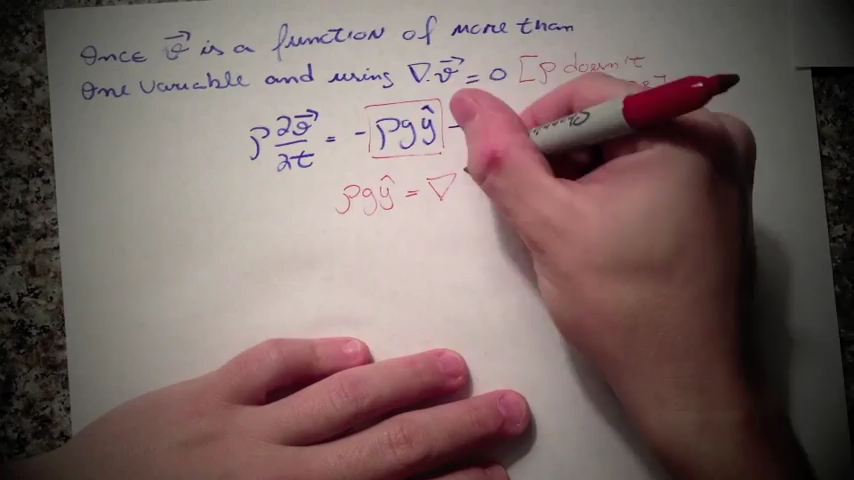 Once v⃗ is a function of more than
one variable and using ∇·v⃗ = 0 [ρ doesn't
ρ ∂v⃗/∂t = - ρgŷ -
ρgŷ = ∇